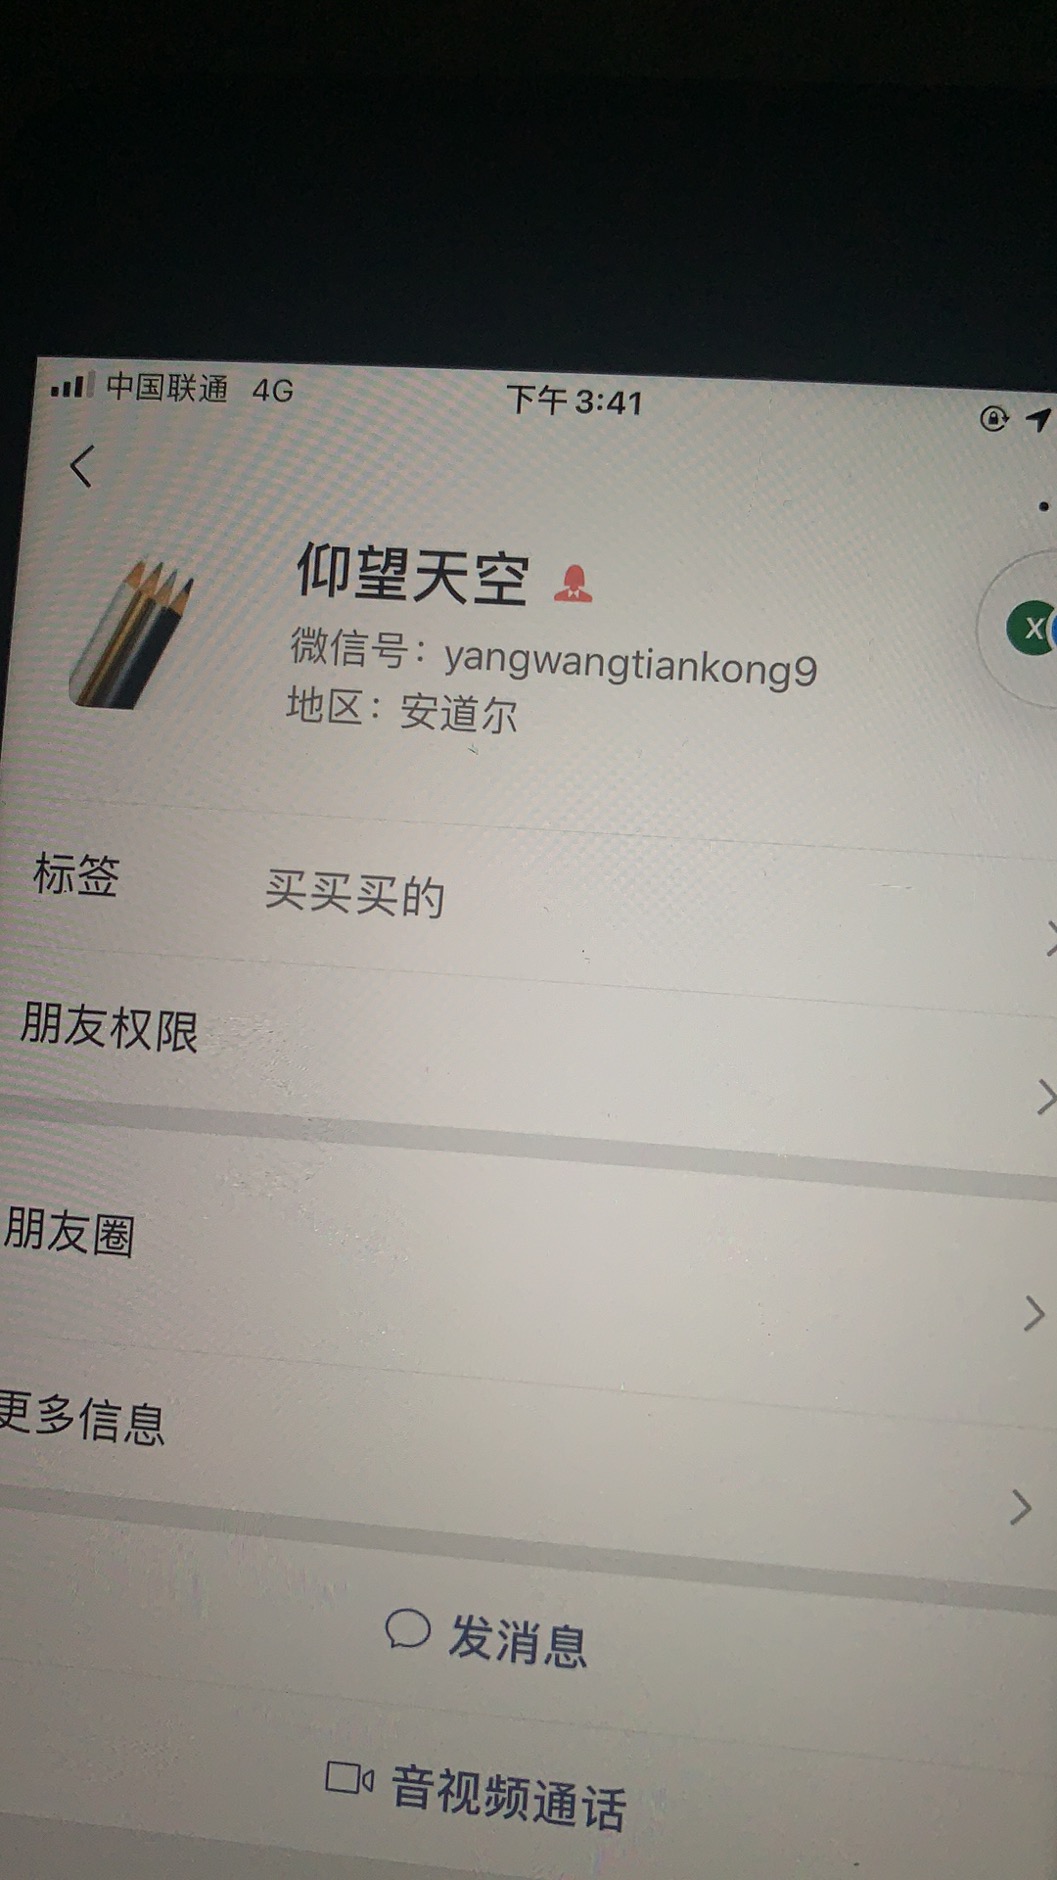 中国联通 4G 下午3:41
仰望天空
微信号：yangwangtiankong9
X
地区：安道尔
标签 买买买的
朋友权限
朋友圈
更多信息
发消息
音视频通话